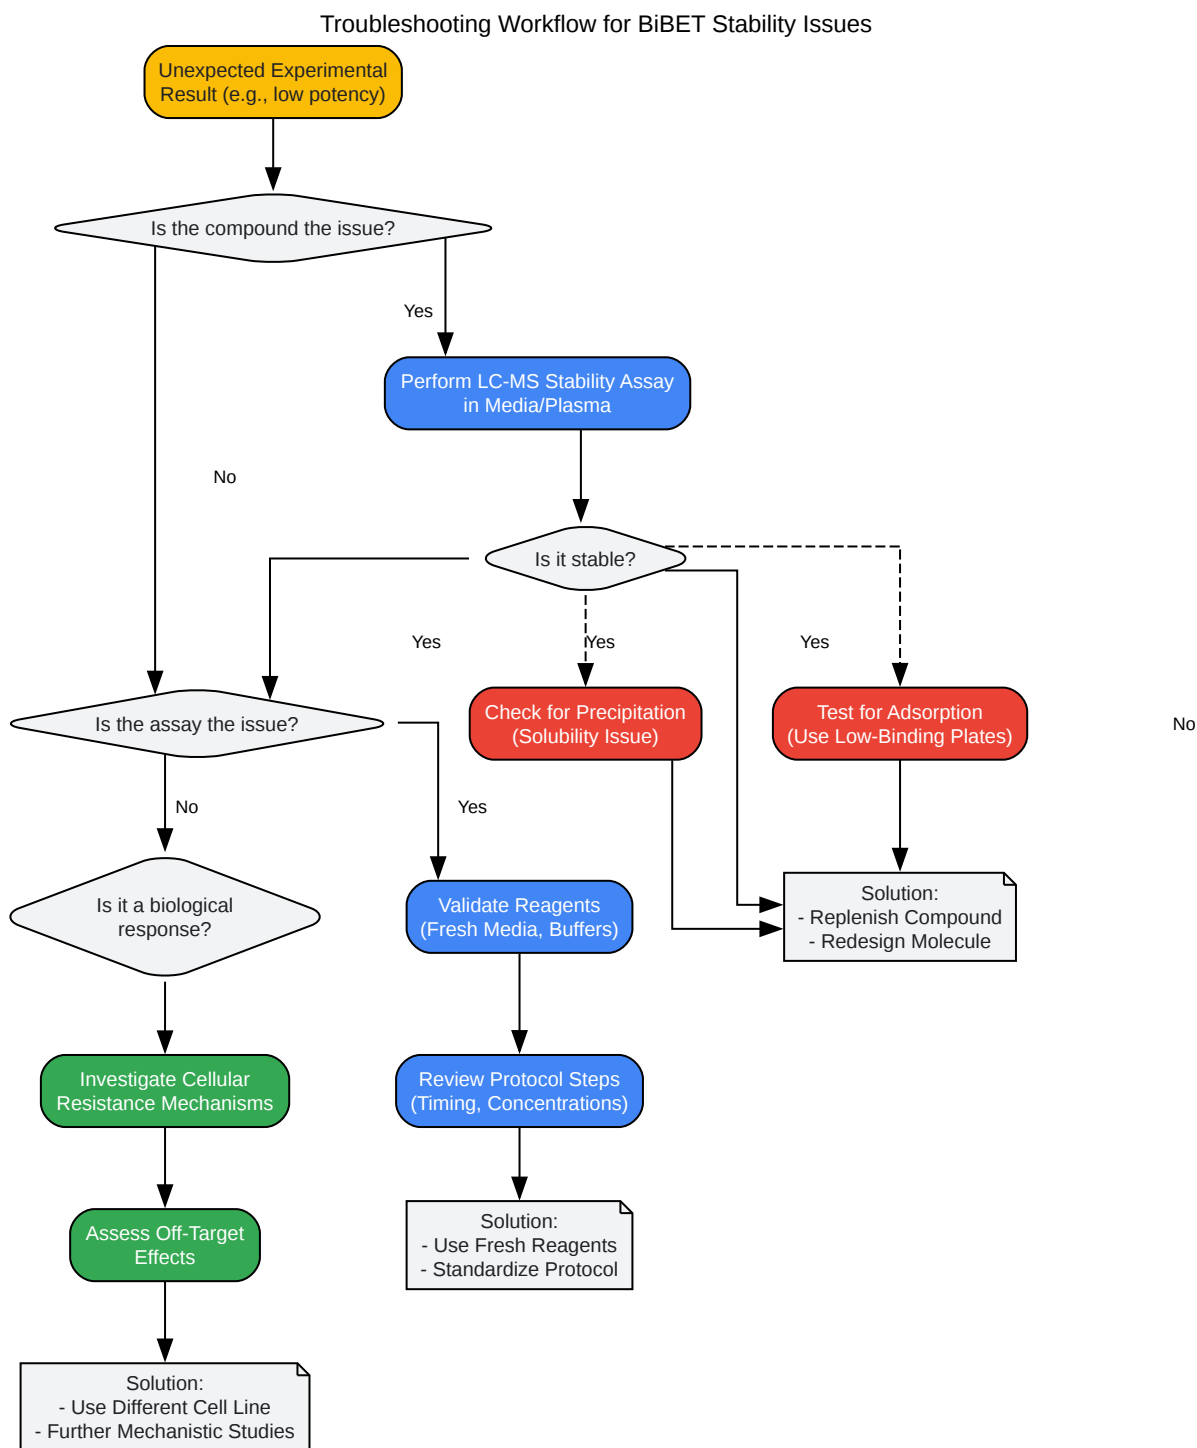 Troubleshooting Workflow for BiBET Stability Issues
Unexpected Experimental
Result (e.g., low potency)
Is the compound the issue?
Yes
Perform LC-MS Stability Assay
in Media/Plasma
No
Is it stable?
Yes
Yes
Yes
Check for Precipitation
(Solubility Issue)
Test for Adsorption
(Use Low-Binding Plates)
No
Is the assay the issue?
No
Yes
Is it a biological
response?
Validate Reagents
(Fresh Media, Buffers)
Solution:
- Replenish Compound
- Redesign Molecule
Investigate Cellular
Resistance Mechanisms
Review Protocol Steps
(Timing, Concentrations)
Assess Off-Target
Effects
Solution:
- Use Fresh Reagents
- Standardize Protocol
Solution:
- Use Different Cell Line
- Further Mechanistic Studies